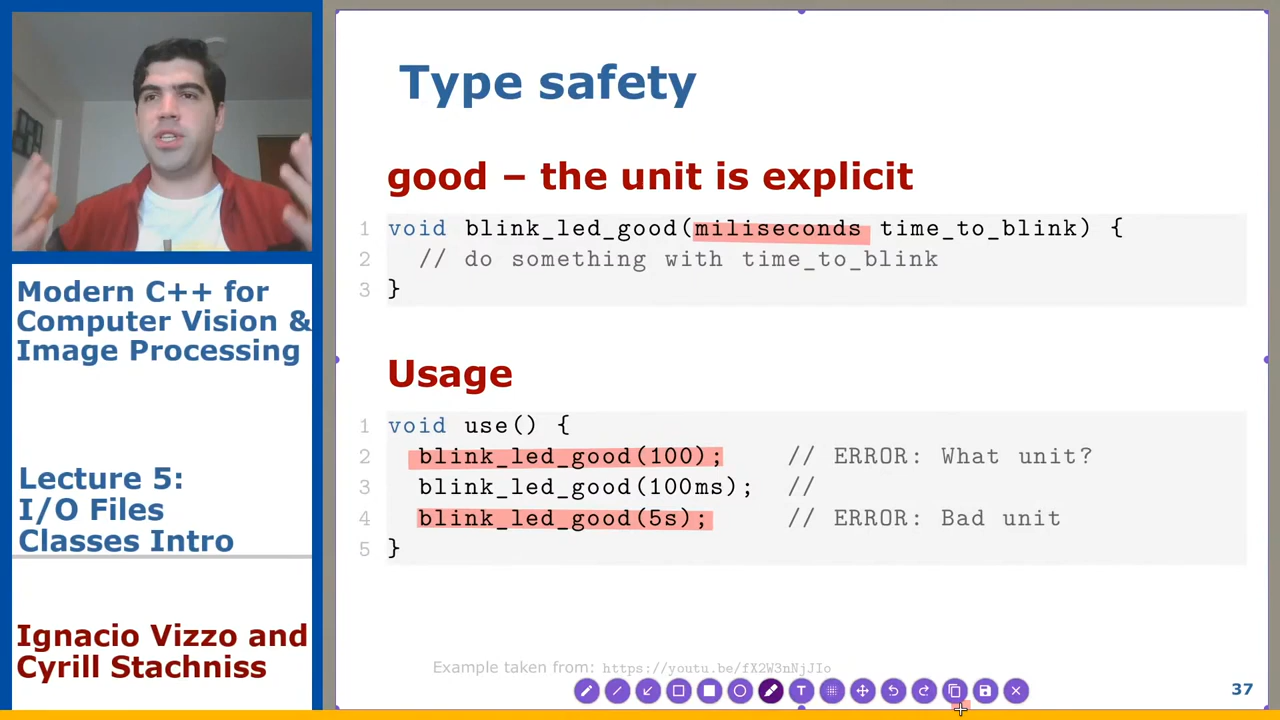 Type safety
good – the unit is explicit
1 void blink_led_good(miliseconds time_to_blink) {
2 // do something with time_to_blink
3 }
Usage
1 void use() {
2 blink_led_good(100); // ERROR: What unit?
3 blink_led_good(100ms); //
4 blink_led_good(5s); // ERROR: Bad unit
5 }
Example taken from: https://youtu.be/fX2W3nNjJIo
37
Modern C++ for
Computer Vision &
Image Processing
Lecture 5:
I/O Files
Classes Intro
Ignacio Vizzo and
Cyrill Stachniss
T